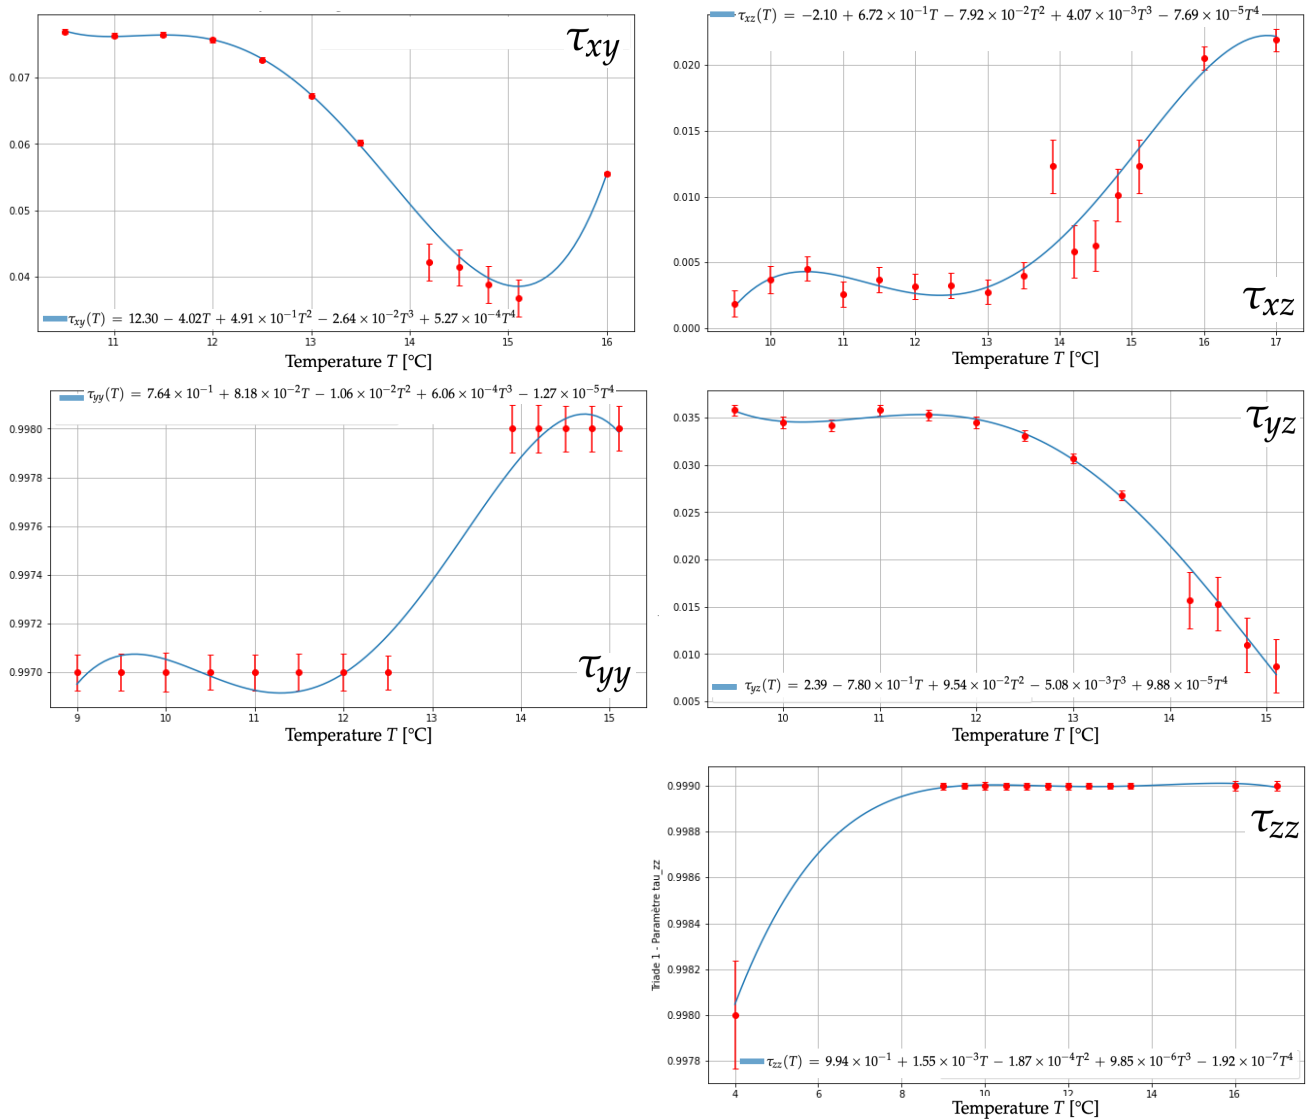 τxy
0.07
0.06
0.05
0.04
τxy(T) = 12.30 − 4.02T + 4.91 × 10⁻¹T² − 2.64 × 10⁻²T³ + 5.27 × 10⁻⁴T⁴
11 12 13 14 15 16
Temperature T [°C]
τxz(T) = −2.10 + 6.72 × 10⁻¹T − 7.92 × 10⁻²T² + 4.07 × 10⁻³T³ − 7.69 × 10⁻⁵T⁴
0.020
0.015
0.010
0.005
0.000
τxz
10 11 12 13 14 15 16 17
Temperature T [°C]
τyy(T) = 7.64 × 10⁻¹ + 8.18 × 10⁻²T − 1.06 × 10⁻²T² + 6.06 × 10⁻⁴T³ − 1.27 × 10⁻⁵T⁴
0.9980
0.9978
0.9976
0.9974
0.9972
0.9970
τyy
9 10 11 12 13 14 15
Temperature T [°C]
τyz
0.035
0.030
0.025
0.020
0.015
0.010
0.005
τyz(T) = 2.39 − 7.80 × 10⁻¹T + 9.54 × 10⁻²T² − 5.08 × 10⁻³T³ + 9.88 × 10⁻⁵T⁴
10 11 12 13 14 15
Temperature T [°C]
Triade 1 - Paramètre tau_zz
0.9990
0.9988
0.9986
0.9984
0.9982
0.9980
0.9978
τzz
τzz(T) = 9.94 × 10⁻¹ + 1.55 × 10⁻³T − 1.87 × 10⁻⁴T² + 9.85 × 10⁻⁶T³ − 1.92 × 10⁻⁷T⁴
4 6 8 10 12 14 16
Temperature T [°C]